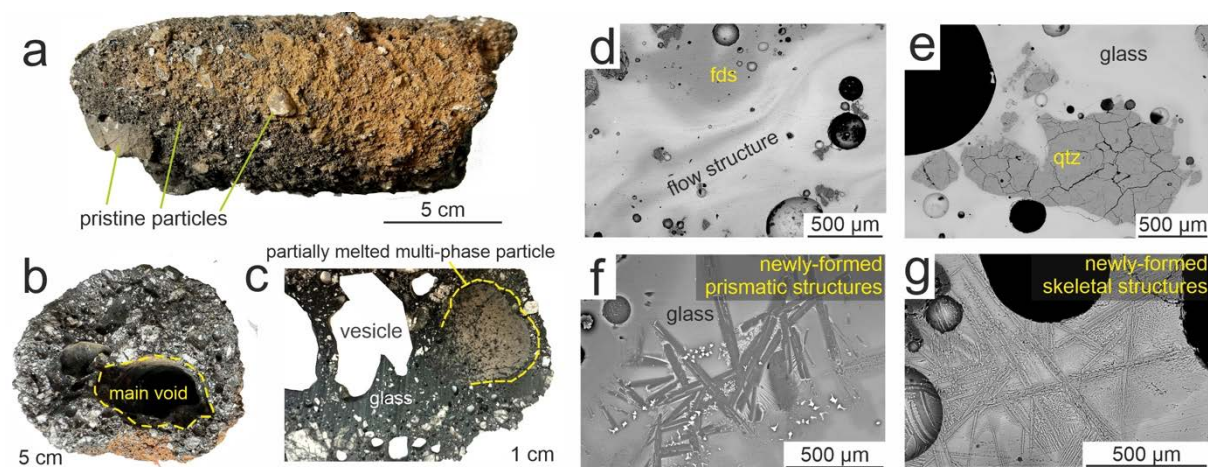 a
pristine particles
5 cm
b
main void
5 cm
c
partially melted multi-phase particle
vesicle
glass
1 cm
d
fds
flow structure
500 µm
e
glass
qtz
500 µm
f
newly-formed
prismatic structures
glass
500 µm
g
newly-formed
skeletal structures
500 µm